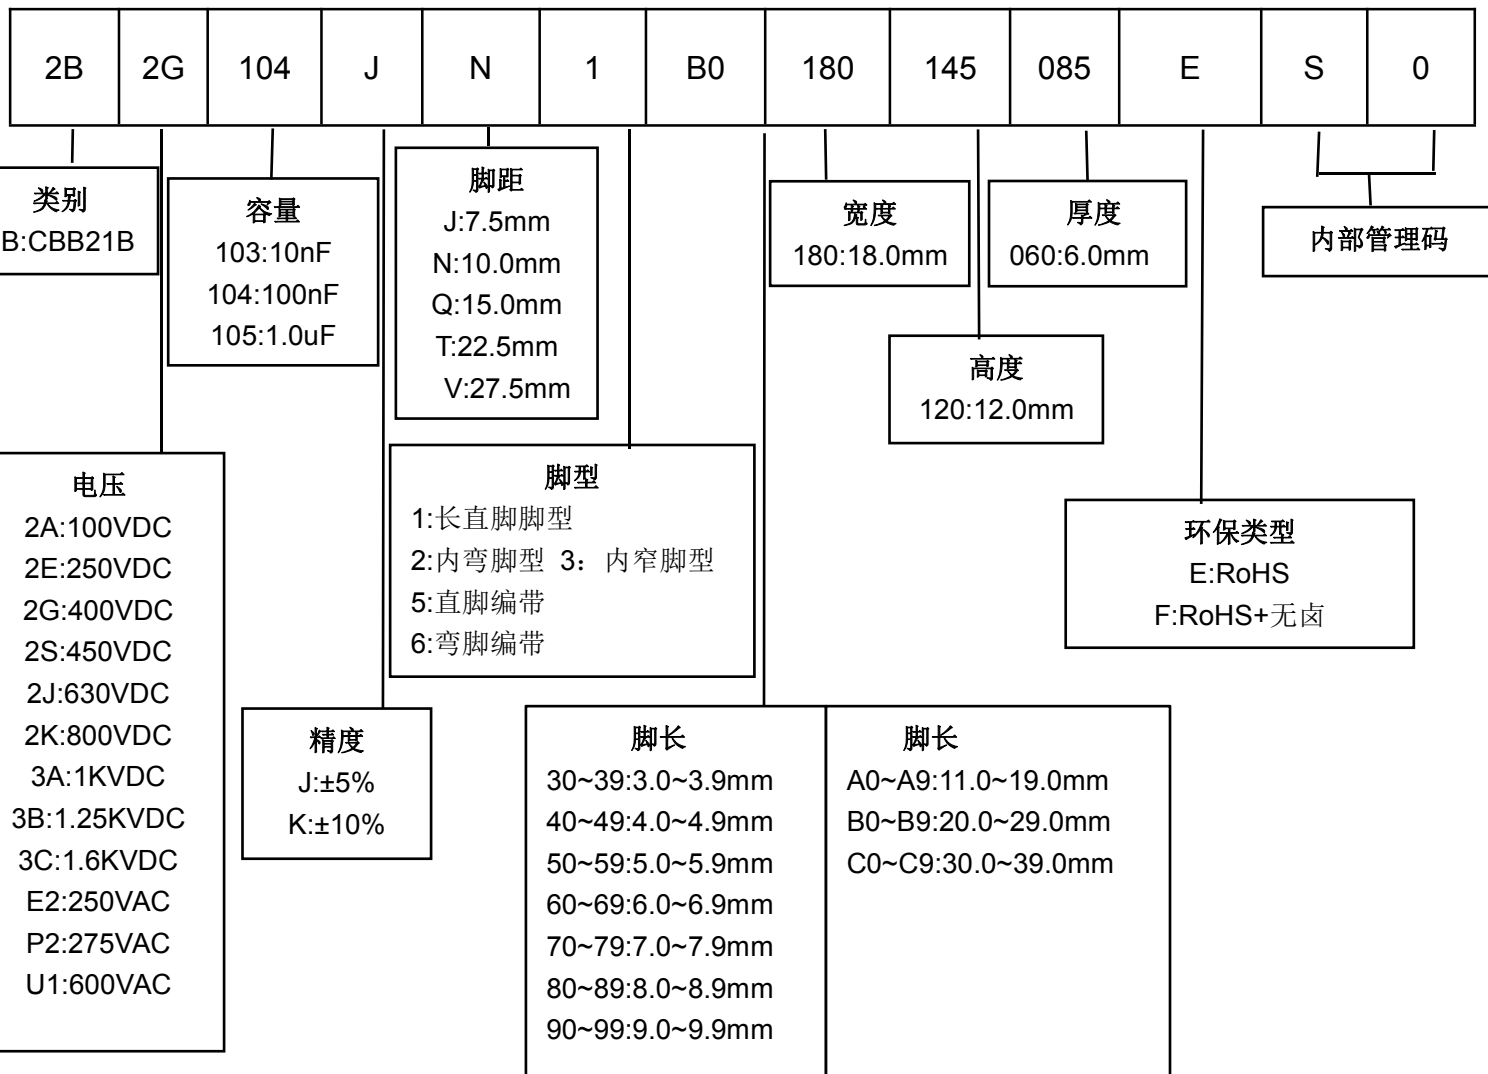 2B 2G 104 J N 1 B0 180 145 085 E S 0
类别
B:CBB21B
容量
103:10nF
104:100nF
105:1.0uF
脚距
J:7.5mm
N:10.0mm
Q:15.0mm
T:22.5mm
V:27.5mm
宽度
180:18.0mm
厚度
060:6.0mm
内部管理码
高度
120:12.0mm
电压
2A:100VDC
2E:250VDC
2G:400VDC
2S:450VDC
2J:630VDC
2K:800VDC
3A:1KVDC
3B:1.25KVDC
3C:1.6KVDC
E2:250VAC
P2:275VAC
U1:600VAC
脚型
1:长直脚脚型
2:内弯脚型 3：内窄脚型
5:直脚编带
6:弯脚编带
环保类型
E:RoHS
F:RoHS+无卤
精度
J:±5%
K:±10%
脚长
30~39:3.0~3.9mm
40~49:4.0~4.9mm
50~59:5.0~5.9mm
60~69:6.0~6.9mm
70~79:7.0~7.9mm
80~89:8.0~8.9mm
90~99:9.0~9.9mm
脚长
A0~A9:11.0~19.0mm
B0~B9:20.0~29.0mm
C0~C9:30.0~39.0mm